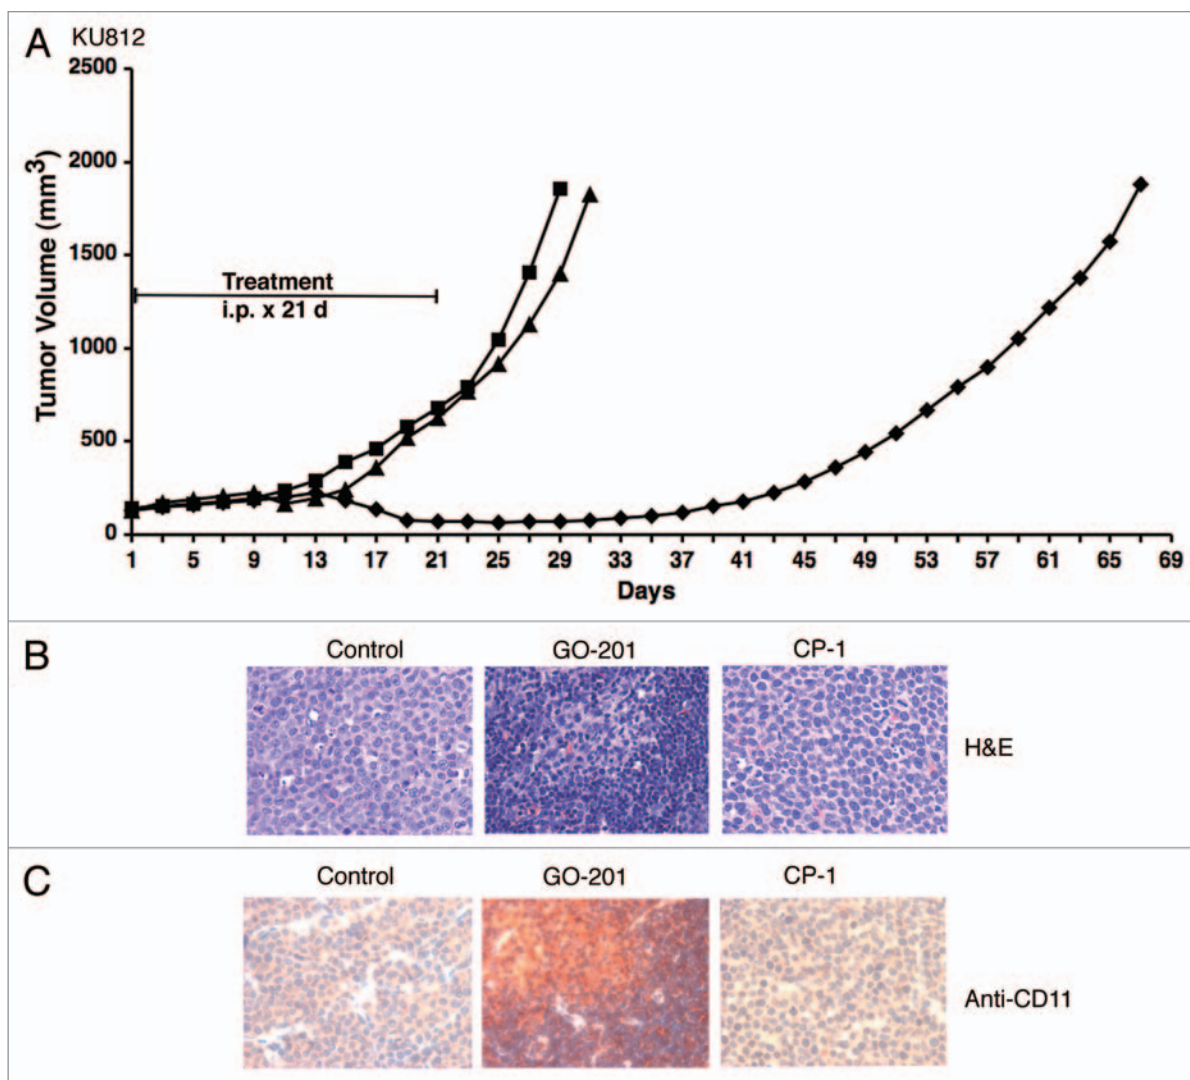 A KU812
2500
2000
1500
1000
500
0
Tumor Volume (mm³)
Treatment
i.p. x 21 d
1 5 9 13 17 21 25 29 33 37 41 45 49 53 57 61 65 69
Days
B
Control GO-201 CP-1
H&E
C
Control GO-201 CP-1
Anti-CD11